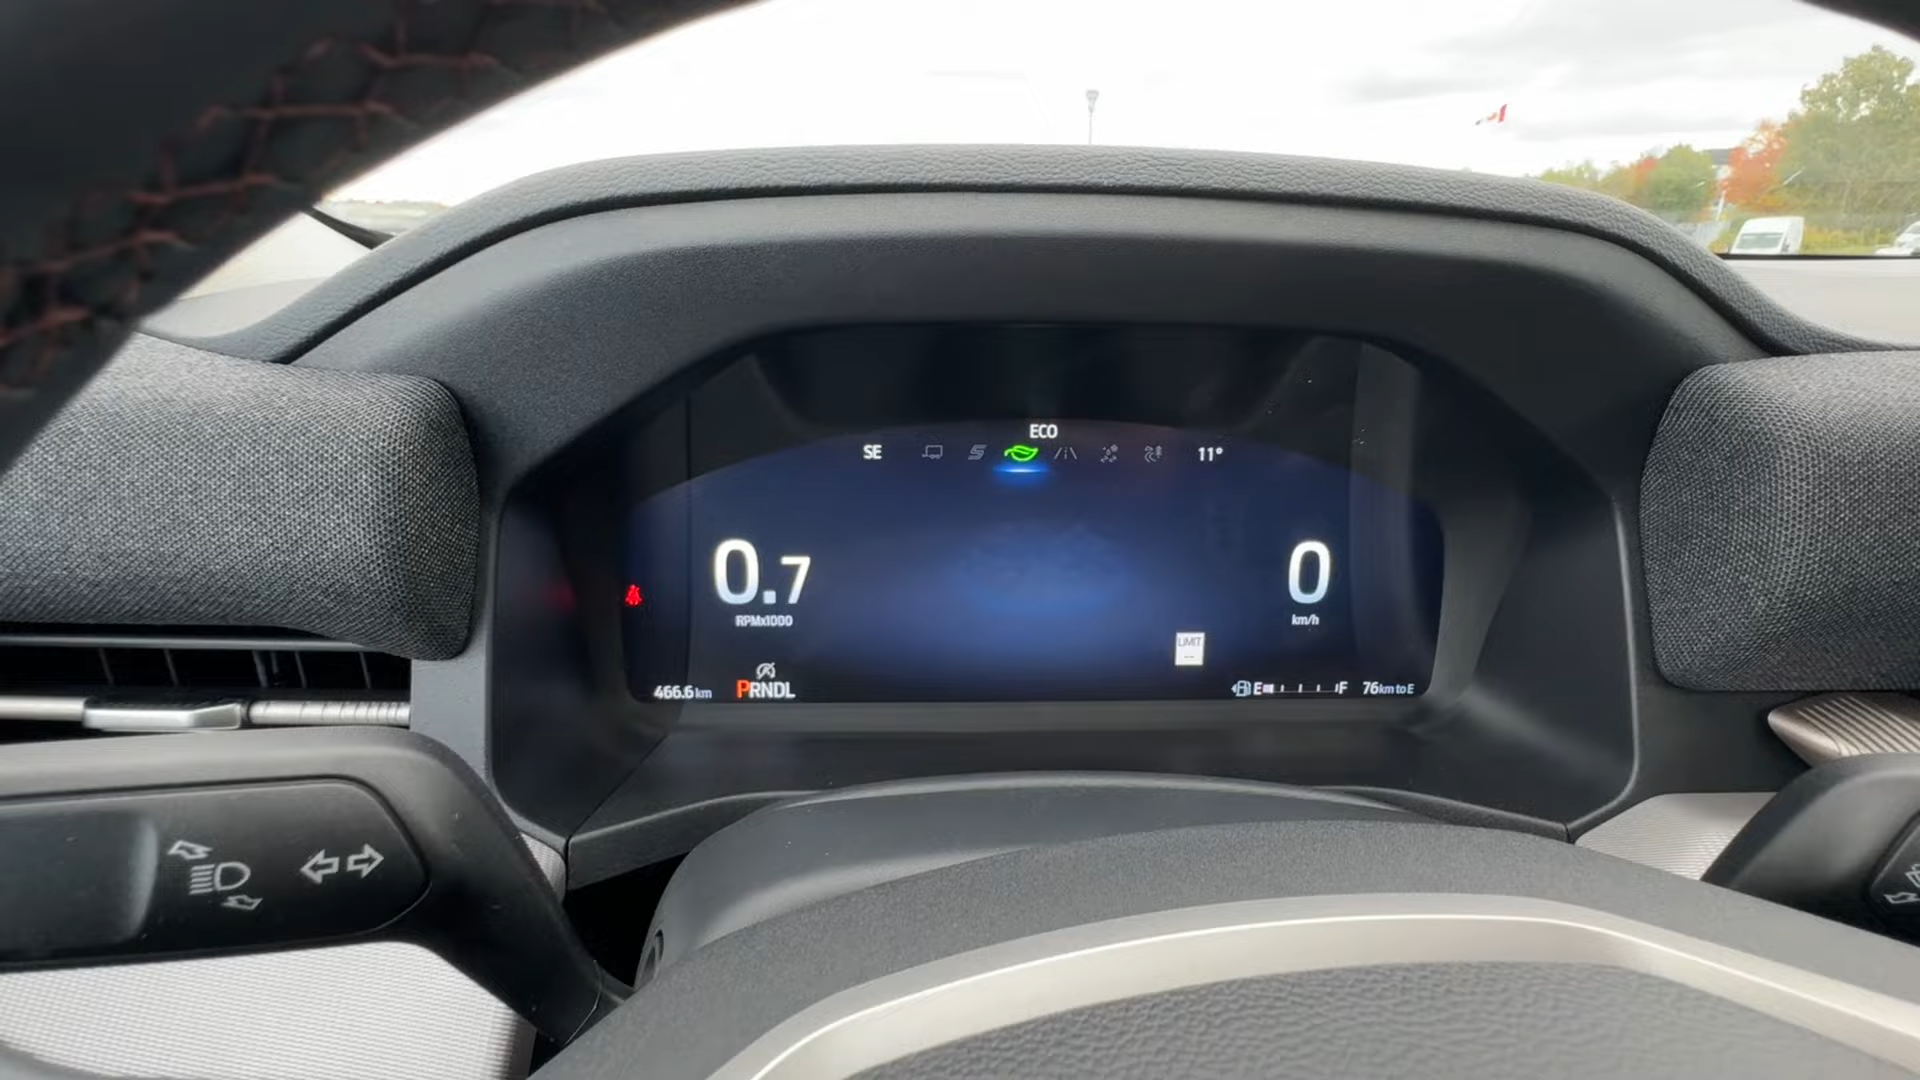 ECO
SE 11°
0.7 0
RPMx1000 km/h
LIMIT
--
466.6 km PRNDL E F 76 km to E